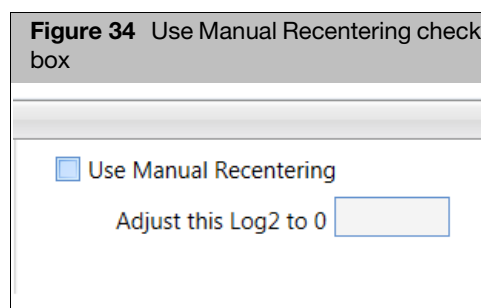 Figure 34 Use Manual Recentering check
box
Use Manual Recentering
Adjust this Log2 to 0